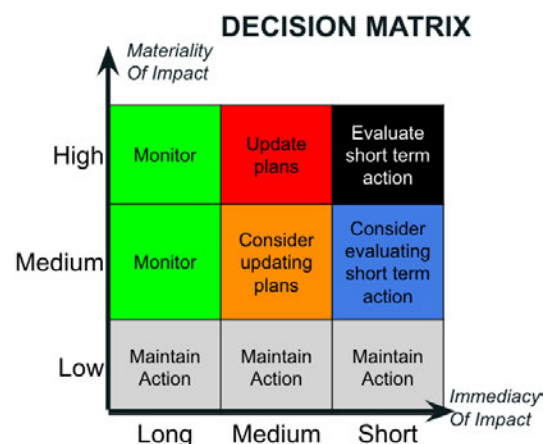 DECISION MATRIX
Materiality
Of Impact
High
Monitor
Update
plans
Evaluate
short term
action
Medium
Monitor
Consider
updating
plans
Consider
evaluating
short term
action
Low
Maintain
Action
Maintain
Action
Maintain
Action
Immediacy
Of Impact
Long
Medium
Short